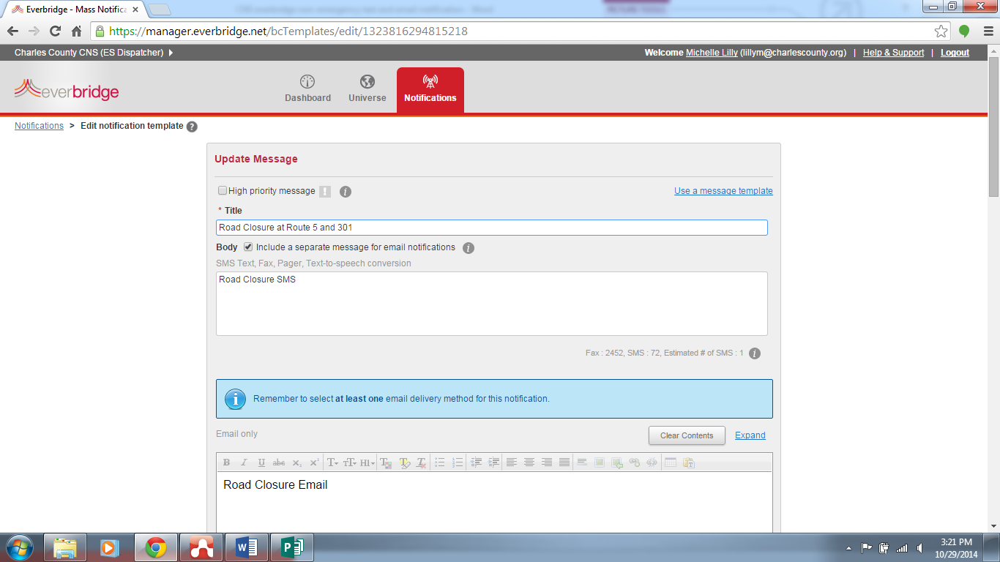 Everbridge - Mass Notifica
https://manager.everbridge.net/bcTemplates/edit/1323816294815218
Charles County CNS (ES Dispatcher)
Welcome Michelle Lilly (lillym@charlescounty.org) | Help & Support | Logout
everbridge
Dashboard
Universe
Notifications
Notifications > Edit notification template ?
Update Message
High priority message ! i
Use a message template
* Title
Road Closure at Route 5 and 301
Body Include a separate message for email notifications i
SMS Text, Fax, Pager, Text-to-speech conversion
Road Closure SMS
Fax : 2452, SMS : 72, Estimated # of SMS : 1 i
i Remember to select at least one email delivery method for this notification.
Email only
Clear Contents
Expand
B I U abc x₂ x² T TT H1 T T T
Road Closure Email
3:21 PM
10/29/2014